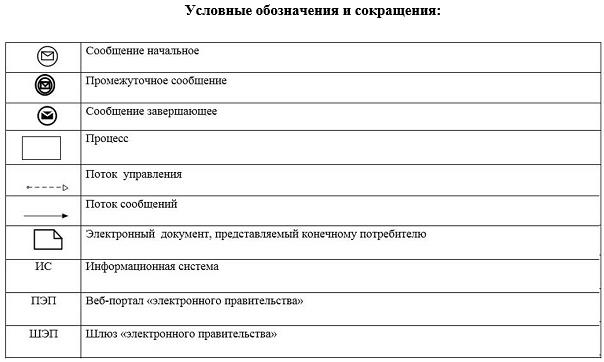 Условные обозначения и сокращения:
Сообщение начальное
Промежуточное сообщение
Сообщение завершающее
Процесс
Поток управления
Поток сообщений
Электронный документ, представляемый конечному потребителю
ИС Информационная система
ПЭП Веб-портал «электронного правительства»
ШЭП Шлюз «электронного правительства»